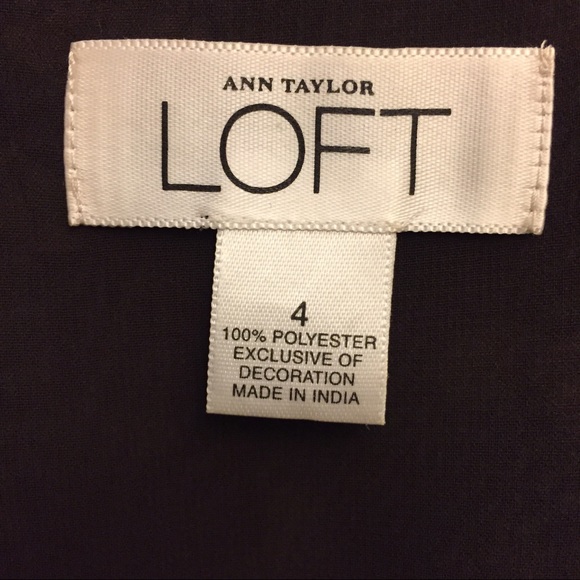 ANN TAYLOR
LOFT
4
100% POLYESTER
EXCLUSIVE OF
DECORATION
MADE IN INDIA